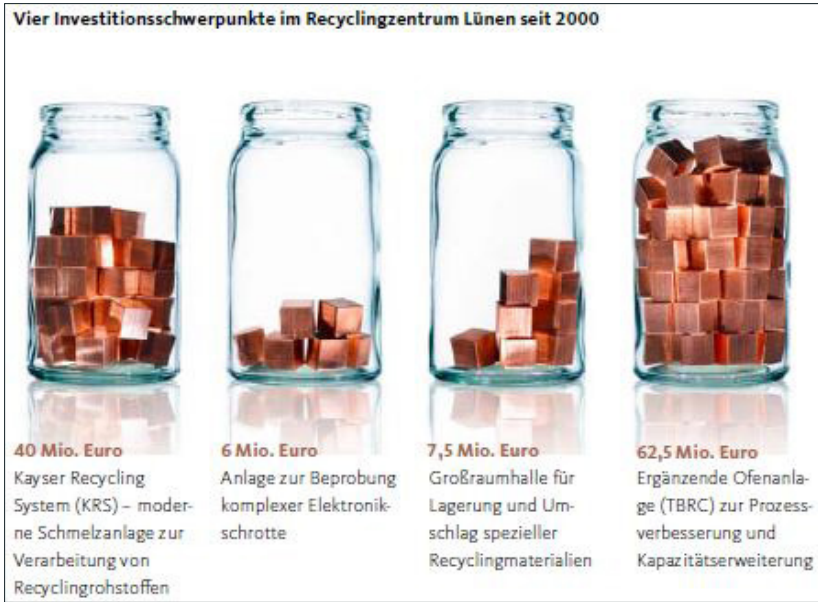 Vier Investitionsschwerpunkte im Recyclingzentrum Lünen seit 2000
40 Mio. Euro
Kayser Recycling
System (KRS) – moder-
ne Schmelzanlage zur
Verarbeitung von
Recyclingrohstoffen
6 Mio. Euro
Anlage zur Beprobung
komplexer Elektronik-
schrotte
7,5 Mio. Euro
Großraumhalle für
Lagerung und Um-
schlag spezieller
Recyclingmaterialien
62,5 Mio. Euro
Ergänzende Ofenanla-
ge (TBRC) zur Prozess-
verbesserung und
Kapazitätserweiterung